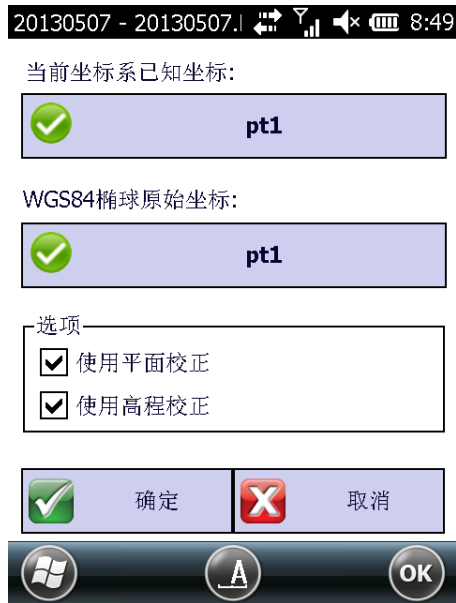 20130507 - 20130507.l 8:49
当前坐标系已知坐标:
pt1
WGS84椭球原始坐标:
pt1
选项
使用平面校正
使用高程校正
确定 取消
A OK